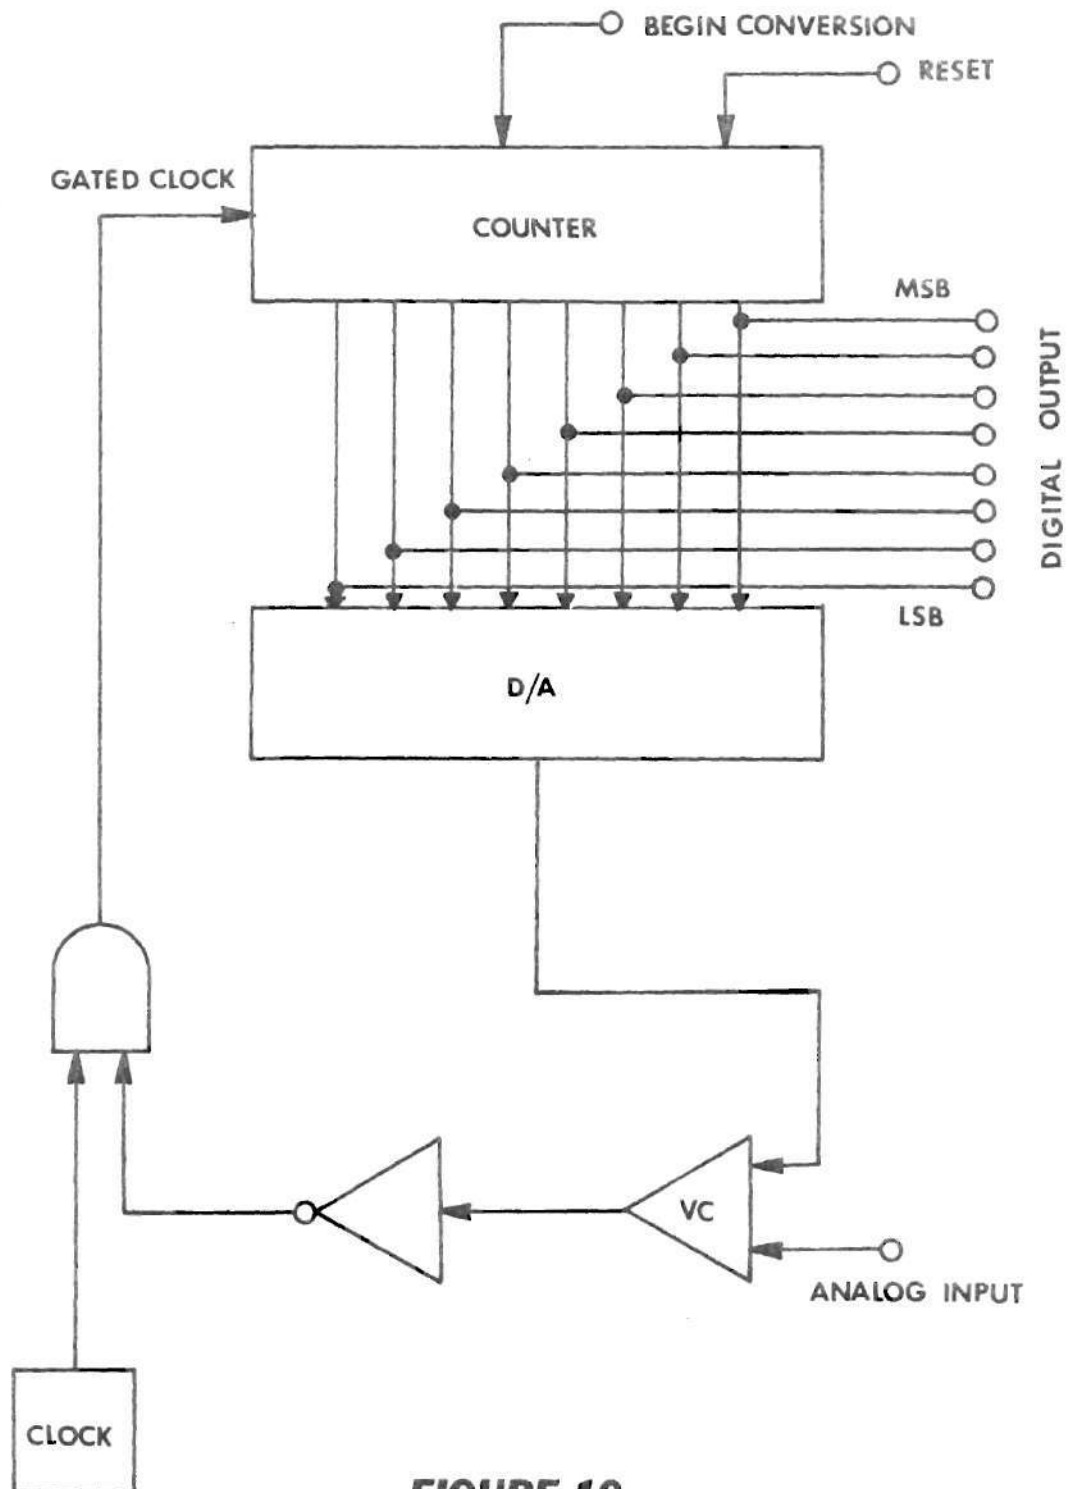 BEGIN CONVERSION
RESET
GATED CLOCK
COUNTER
MSB
DIGITAL OUTPUT
LSB
D/A
VC
ANALOG INPUT
CLOCK